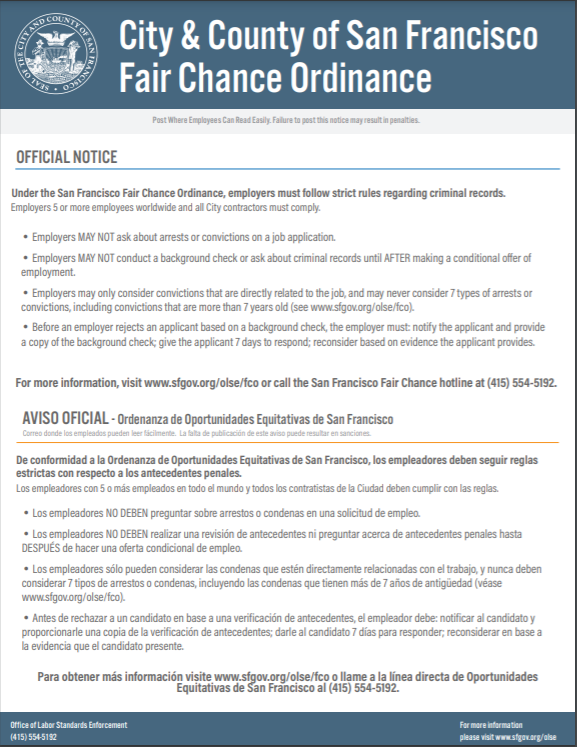 SEAL OF THE CITY AND COUNTY OF SAN FRANCISCO
City & County of San Francisco
Fair Chance Ordinance
Post Where Employees Can Read Easily. Failure to post this notice may result in penalties.
OFFICIAL NOTICE
Under the San Francisco Fair Chance Ordinance, employers must follow strict rules regarding criminal records.
Employers 5 or more employees worldwide and all City contractors must comply.
• Employers MAY NOT ask about arrests or convictions on a job application.
• Employers MAY NOT conduct a background check or ask about criminal records until AFTER making a conditional offer of
employment.
• Employers may only consider convictions that are directly related to the job, and may never consider 7 types of arrests or
convictions, including convictions that are more than 7 years old (see www.sfgov.org/olse/fco).
• Before an employer rejects an applicant based on a background check, the employer must: notify the applicant and provide
a copy of the background check; give the applicant 7 days to respond; reconsider based on evidence the applicant provides.
For more information, visit www.sfgov.org/olse/fco or call the San Francisco Fair Chance hotline at (415) 554-5192.
AVISO OFICIAL - Ordenanza de Oportunidades Equitativas de San Francisco
Correo donde los empleados pueden leer fácilmente. La falta de publicación de este aviso puede resultar en sanciones.
De conformidad a la Ordenanza de Oportunidades Equitativas de San Francisco, los empleadores deben seguir reglas
estrictas con respecto a los antecedentes penales.
Los empleadores con 5 o más empleados en todo el mundo y todos los contratistas de la Ciudad deben cumplir con las reglas.
• Los empleadores NO DEBEN preguntar sobre arrestos o condenas en una solicitud de empleo.
• Los empleadores NO DEBEN realizar una revisión de antecedentes ni preguntar acerca de antecedentes penales hasta
DESPUÉS de hacer una oferta condicional de empleo.
• Los empleadores sólo pueden considerar las condenas que estén directamente relacionadas con el trabajo, y nunca deben
considerar 7 tipos de arrestos o condenas, incluyendo las condenas que tienen más de 7 años de antigüedad (véase
www.sfgov.org/olse/fco).
• Antes de rechazar a un candidato en base a una verificación de antecedentes, el empleador debe: notificar al candidato y
proporcionarle una copia de la verificación de antecedentes; darle al candidato 7 días para responder; reconsiderar en base a
la evidencia que el candidato presente.
Para obtener más información visite www.sfgov.org/olse/fco o llame a la línea directa de Oportunidades
Equitativas de San Francisco al (415) 554-5192.
Office of Labor Standards Enforcement
(415) 554-5192
For more information
please visit www.sfgov.org/olse